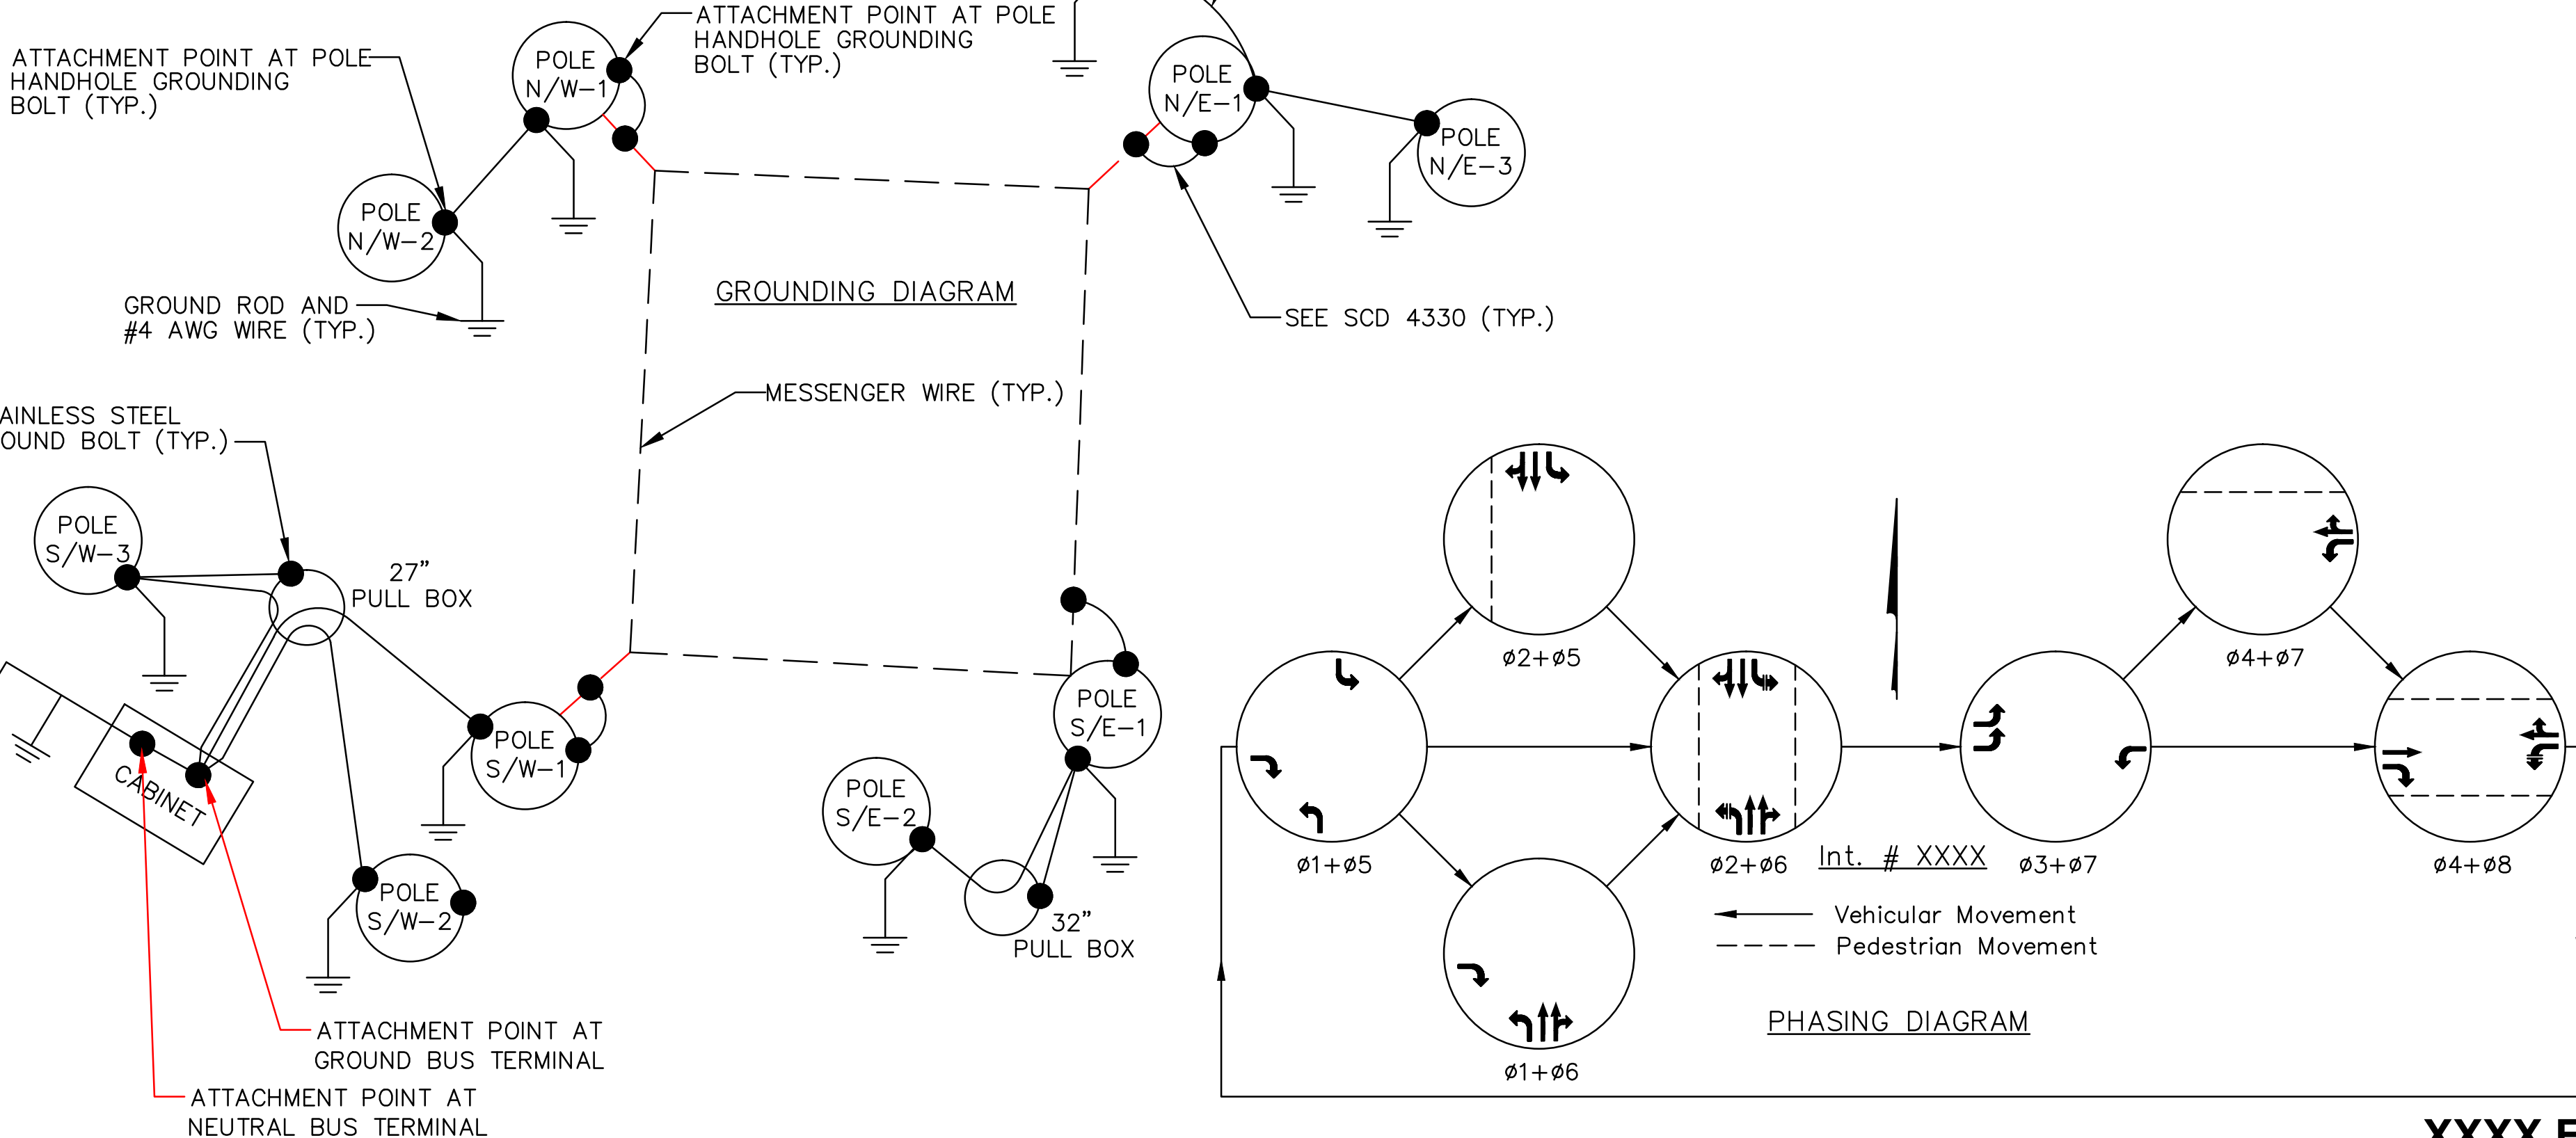 ATTACHMENT POINT AT POLE
HANDHOLE GROUNDING
BOLT (TYP.)
POLE
N/W-1
ATTACHMENT POINT AT POLE
HANDHOLE GROUNDING
BOLT (TYP.)
POLE
N/E-1
POLE
N/E-3
POLE
N/W-2
GROUND ROD AND
#4 AWG WIRE (TYP.)
GROUNDING DIAGRAM
SEE SCD 4330 (TYP.)
MESSENGER WIRE (TYP.)
AINLESS STEEL
OUND BOLT (TYP.)
POLE
S/W-3
27”
PULL BOX
CABINET
POLE
S/W-1
POLE
S/W-2
POLE
S/E-1
POLE
S/E-2
32”
PULL BOX
ATTACHMENT POINT AT
GROUND BUS TERMINAL
ATTACHMENT POINT AT
NEUTRAL BUS TERMINAL
ø2+ø5
ø4+ø7
ø1+ø5
ø2+ø6
Int. # XXXX
ø3+ø7
ø4+ø8
Vehicular Movement
Pedestrian Movement
PHASING DIAGRAM
ø1+ø6